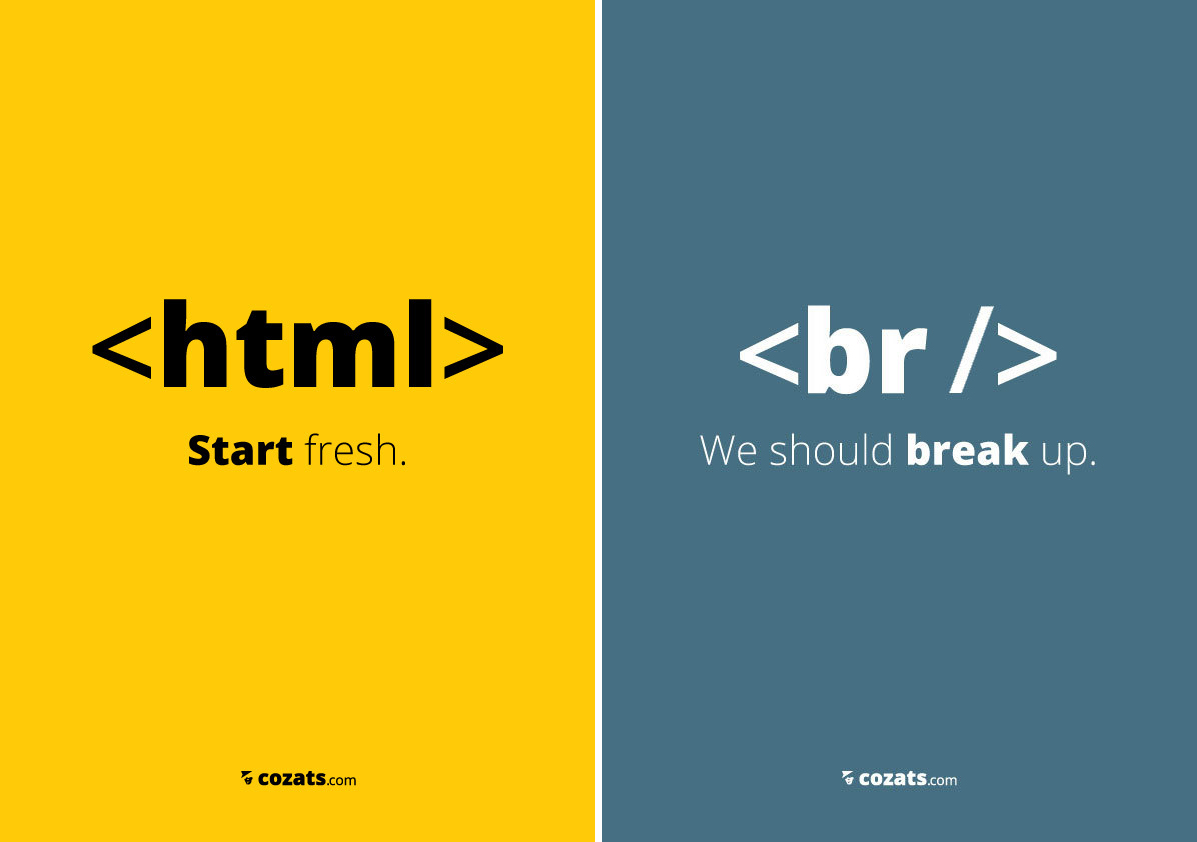 <html>
Start fresh.
cozats.com
<br />
We should break up.
cozats.com